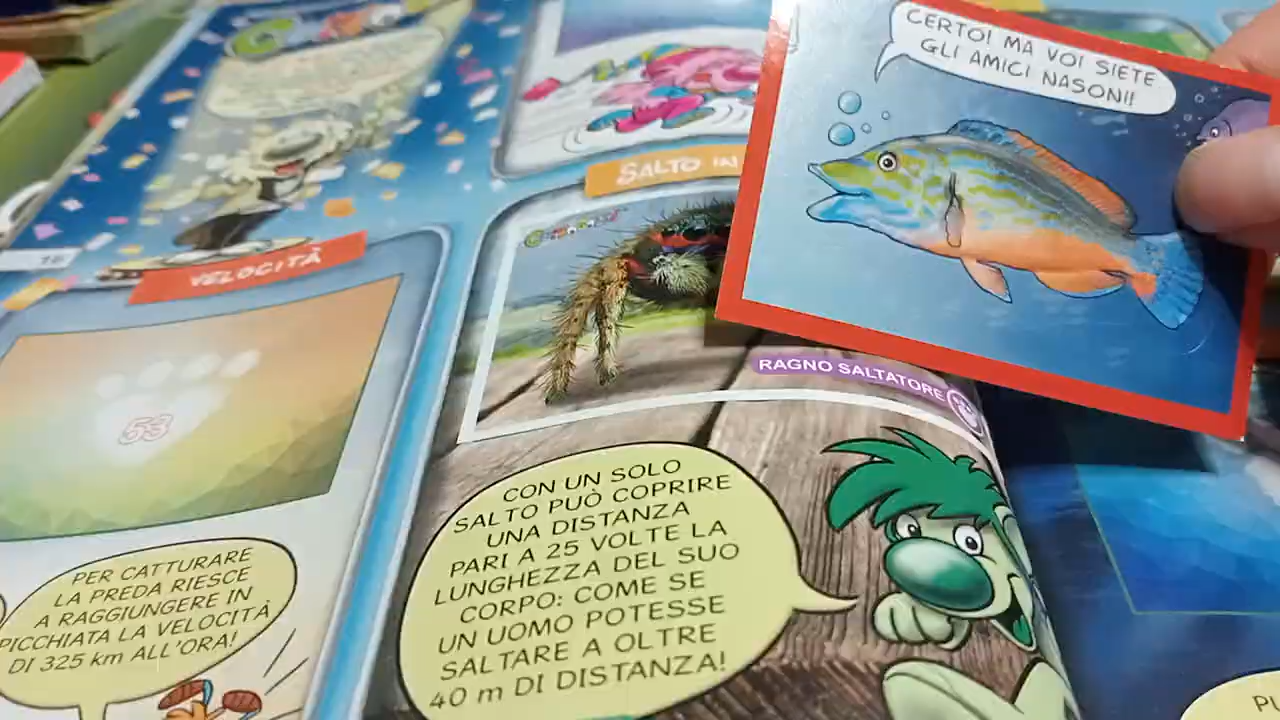 CERTO! MA VOI SIETE
GLI AMICI NASONI!
SALTO IN
VELOCITÀ
16
53
RAGNO SALTATORE
CON UN SOLO
SALTO PUÒ COPRIRE
UNA DISTANZA
PARI A 25 VOLTE LA
LUNGHEZZA DEL SUO
CORPO: COME SE
UN UOMO POTESSE
SALTARE A OLTRE
40 m DI DISTANZA!
PER CATTURARE
LA PREDA RIESCE
A RAGGIUNGERE IN
PICCHIATA LA VELOCITÀ
DI 325 km ALL'ORA!